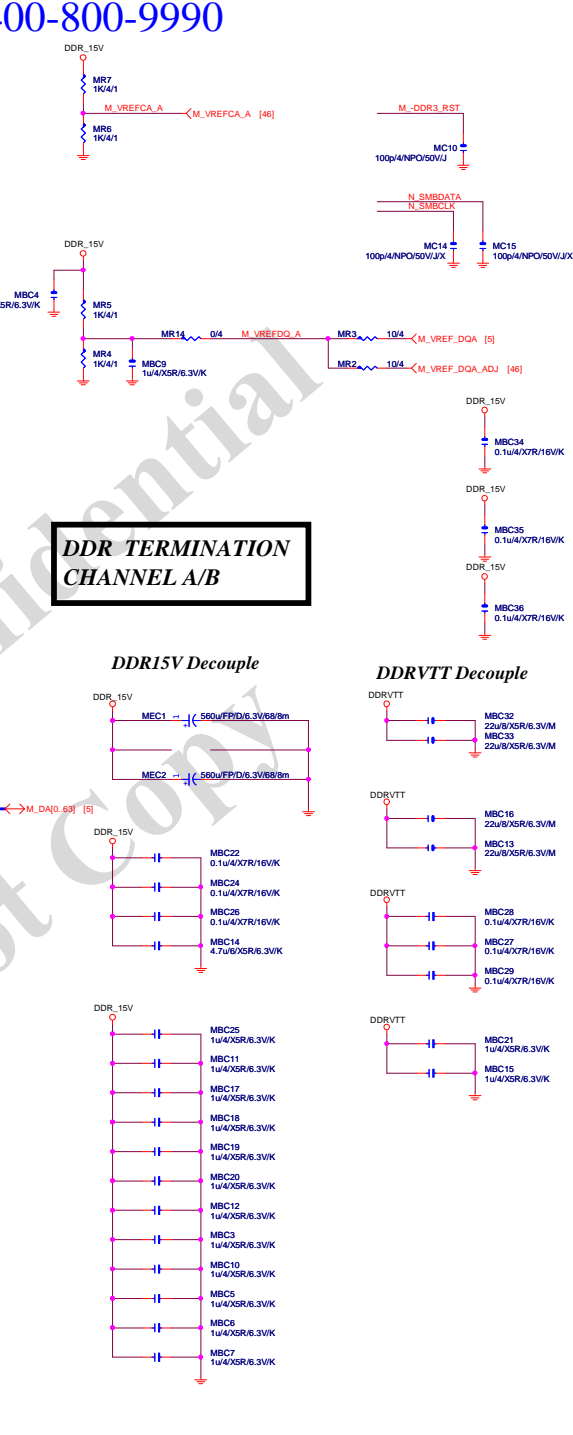 00-800-9990
DDR_15V
MR7
1K/4/1
M_VREFCA_A
M_VREFCA_A [46]
MR6
1K/4/1
M_-DDR3_RST
MC10
100p/4/NPO/50V/J
N_SMBDATA
N_SMBCLK
MC14
100p/4/NPO/50V/J/X
MC15
100p/4/NPO/50V/J/X
DDR_15V
MBC4
5R/6.3V/K
MR5
1K/4/1
MR14 0/4
M_VREFDQ_A
MR3 10/4
M_VREF_DQA [5]
MR4
1K/4/1
MBC9
1u/4/X5R/6.3V/K
MR2 10/4
M_VREF_DQA_ADJ [46]
DDR_15V
MBC34
0.1u/4/X7R/16V/K
DDR_15V
MBC35
0.1u/4/X7R/16V/K
DDR_15V
MBC36
0.1u/4/X7R/16V/K
DDR TERMINATION
CHANNEL A/B
DDR15V Decouple
DDR_15V
MEC1 1 + 560u/FP/D/6.3V/68/8m
MEC2 1 + 560u/FP/D/6.3V/68/8m
M_DA[0..63] [5]
DDR_15V
MBC22
0.1u/4/X7R/16V/K
MBC24
0.1u/4/X7R/16V/K
MBC26
0.1u/4/X7R/16V/K
MBC14
4.7u/6/X5R/6.3V/K
DDR_15V
MBC25
1u/4/X5R/6.3V/K
MBC11
1u/4/X5R/6.3V/K
MBC17
1u/4/X5R/6.3V/K
MBC18
1u/4/X5R/6.3V/K
MBC19
1u/4/X5R/6.3V/K
MBC20
1u/4/X5R/6.3V/K
MBC12
1u/4/X5R/6.3V/K
MBC3
1u/4/X5R/6.3V/K
MBC10
1u/4/X5R/6.3V/K
MBC5
1u/4/X5R/6.3V/K
MBC6
1u/4/X5R/6.3V/K
MBC7
1u/4/X5R/6.3V/K
DDRVTT Decouple
DDRVTT
MBC32
22u/8/X5R/6.3V/M
MBC33
22u/8/X5R/6.3V/M
DDRVTT
MBC16
22u/8/X5R/6.3V/M
MBC13
22u/8/X5R/6.3V/M
DDRVTT
MBC28
0.1u/4/X7R/16V/K
MBC27
0.1u/4/X7R/16V/K
MBC29
0.1u/4/X7R/16V/K
DDRVTT
MBC21
1u/4/X5R/6.3V/K
MBC15
1u/4/X5R/6.3V/K
fidential
ot Copy